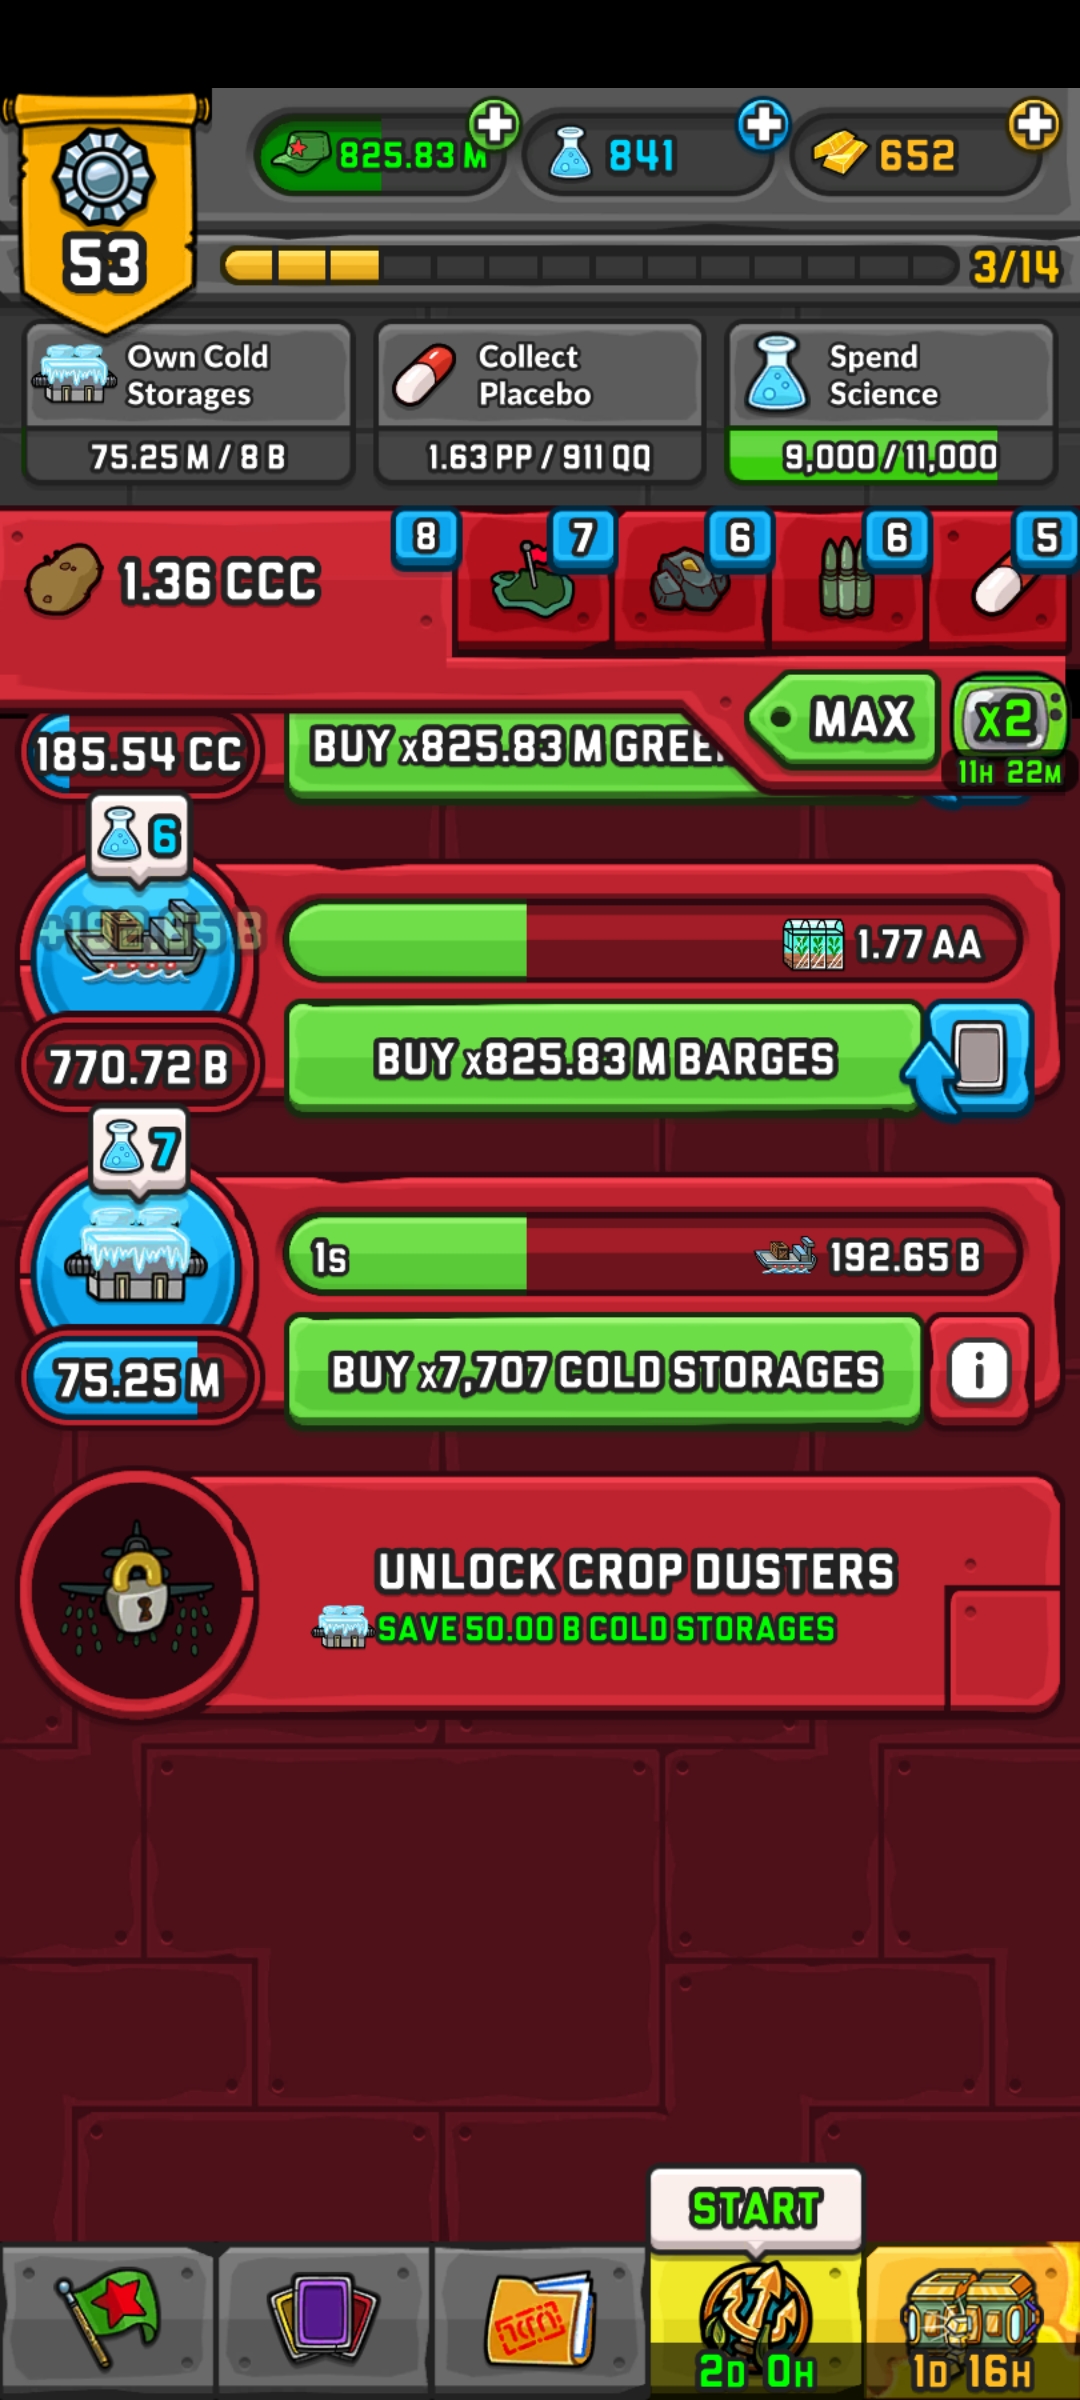 825.83 M
841
652
53
3/14
Own Cold
Storages
75.25 M / 8 B
Collect
Placebo
1.63 PP / 911 QQ
Spend
Science
9,000 / 11,000
1.36 CCC
8
7
6
6
5
MAX
x2
11H 22M
185.54 CC
BUY x825.83 M
6
+192.65 B
1.77 AA
770.72 B
BUY x825.83 M BARGES
7
1s
192.65 B
75.25 M
BUY x7,707 COLD STORAGES
i
UNLOCK CROP DUSTERS
SAVE 50.00 B COLD STORAGES
START
2D 0H
1D 16H